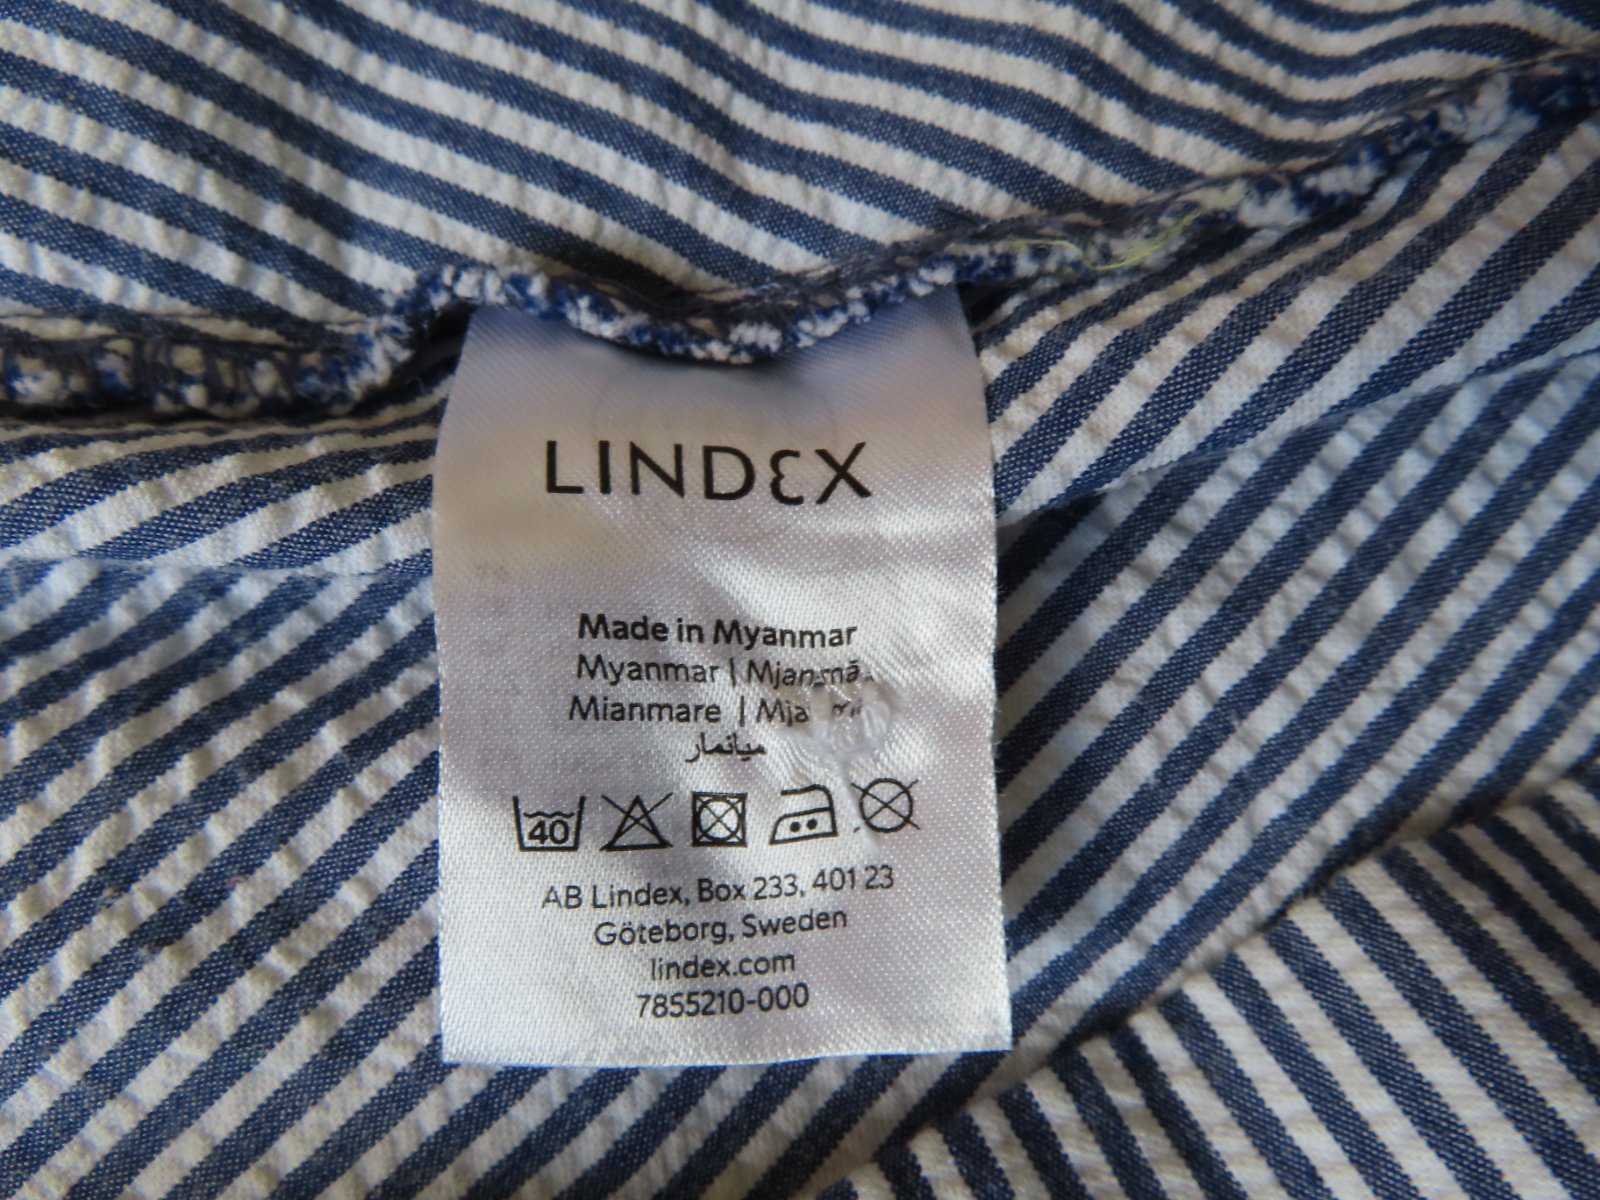 LINDEX
Made in Myanmar
Myanmar | Mjanmā
Mianmare |
ميانمار
40
AB Lindex, Box 233, 401 23
Göteborg, Sweden
lindex.com
7855210-000